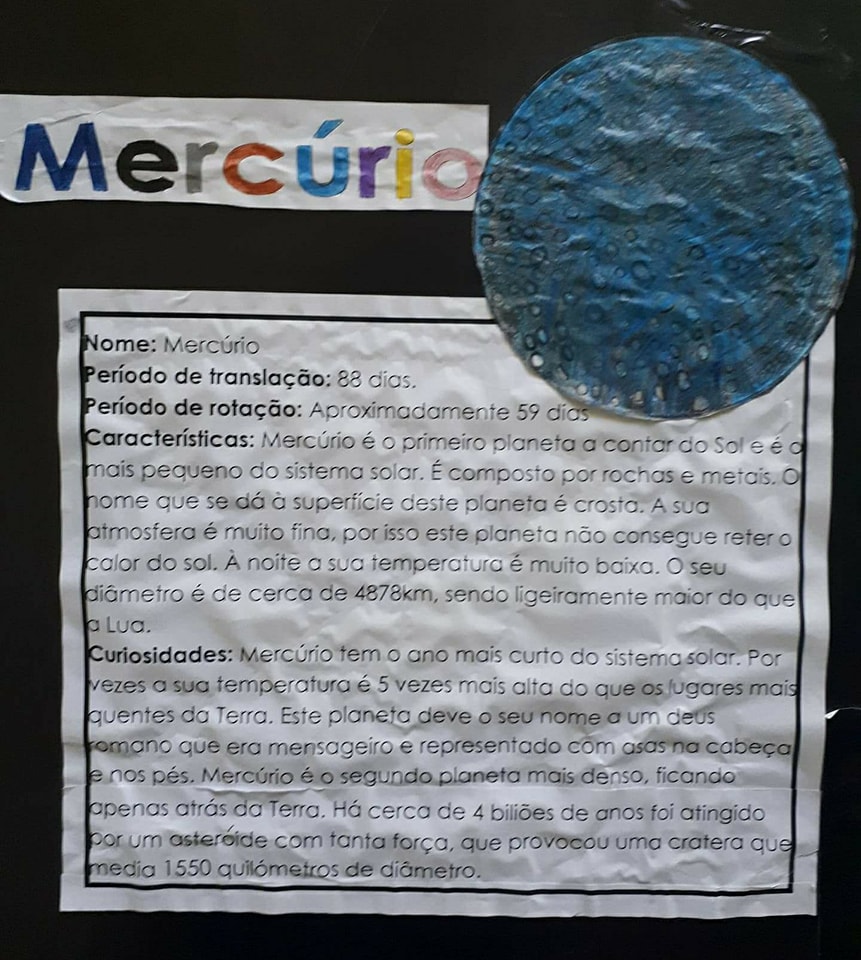 Mercúrio
Nome: Mercúrio
Período de translação: 88 dias.
Período de rotação: Aproximadamente 59 dias
Características: Mercúrio é o primeiro planeta a contar do Sol e é o
mais pequeno do sistema solar. É composto por rochas e metais. O
nome que se dá à superfície deste planeta é crosta. A sua
atmosfera é muito fina, por isso este planeta não consegue reter o
calor do sol. À noite a sua temperatura é muito baixa. O seu
diâmetro é de cerca de 4878km, sendo ligeiramente maior do que
a Lua.
Curiosidades: Mercúrio tem o ano mais curto do sistema solar. Por
vezes a sua temperatura é 5 vezes mais alta do que os lugares mais
quentes da Terra. Este planeta deve o seu nome a um deus
romano que era mensageiro e representado com asas na cabeça
e nos pés. Mercúrio é o segundo planeta mais denso, ficando
apenas atrás da Terra. Há cerca de 4 biliões de anos foi atingido
por um asteróide com tanta força, que provocou uma cratera que
media 1550 quilómetros de diâmetro.